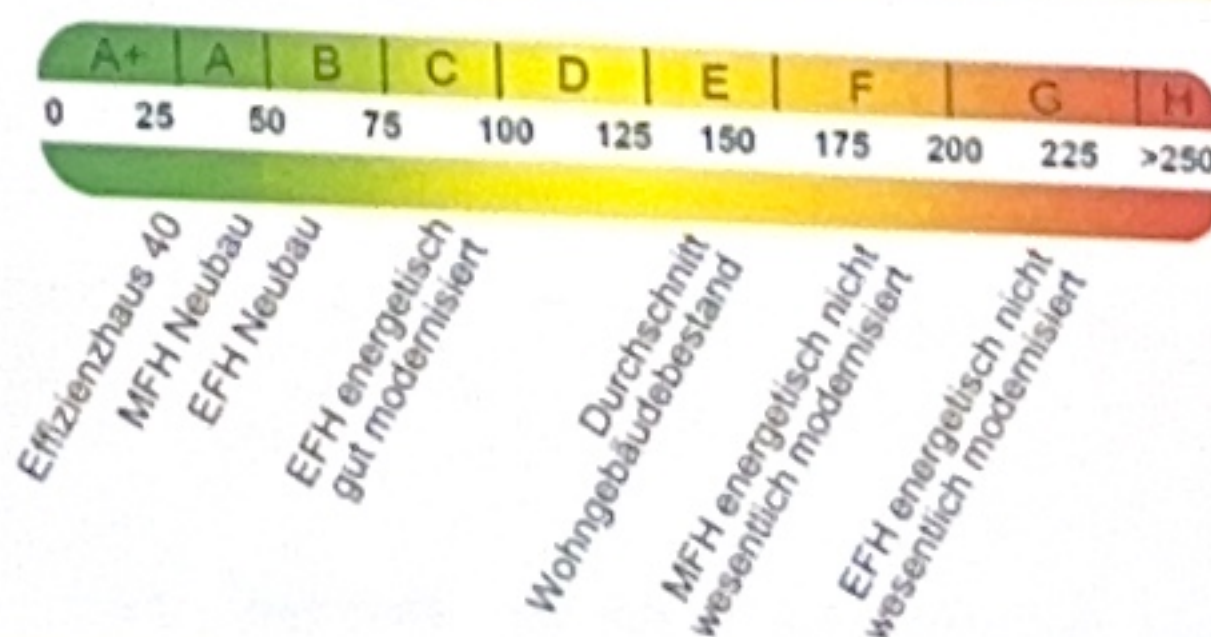 A+ A B C D E F G H
0 25 50 75 100 125 150 175 200 225 >250
Effizienzhaus 40
MFH Neubau
EFH Neubau
EFH energetisch
gut modernisiert
Durchschnitt
Wohngebäudebestand
MFH energetisch nicht
wesentlich modernisiert
EFH energetisch nicht
wesentlich modernisiert